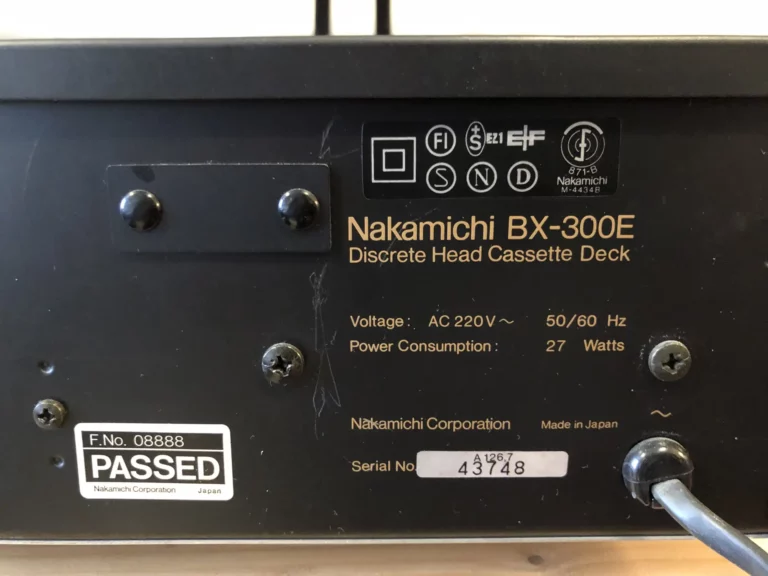 FI S EZ1 E+F
S N D
871-B
Nakamichi
M-4434B
Nakamichi BX-300E
Discrete Head Cassette Deck
Voltage: AC 220V～ 50/60 Hz
Power Consumption: 27 Watts
Nakamichi Corporation Made in Japan
～
Serial No. A126.7
43748
F.No. 08888
PASSED
Nakamichi Corporation Japan